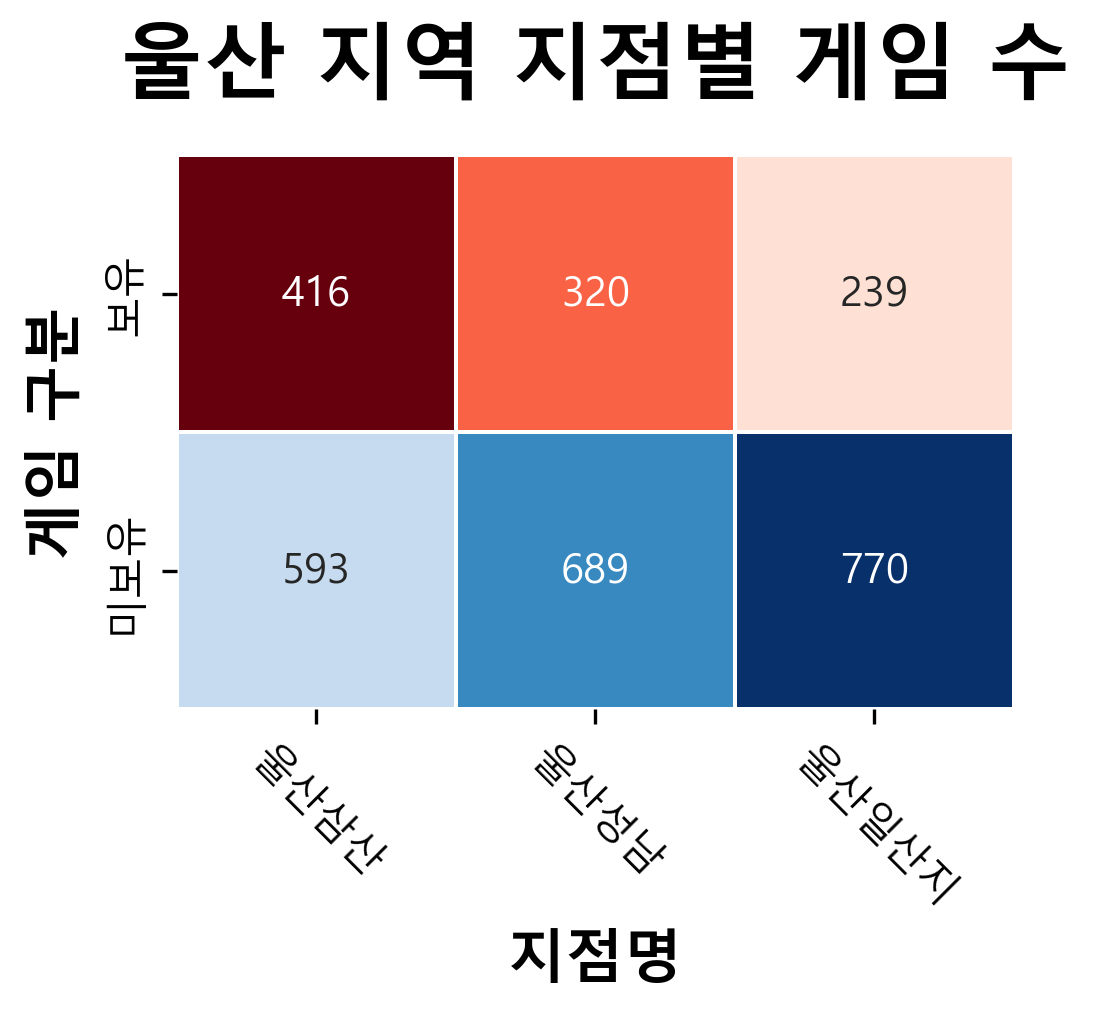 울산 지역 지점별 게임 수
게임 구분
보유
416 320 239
미보유
593 689 770
울산삼산 울산성남 울산일산지
지점명